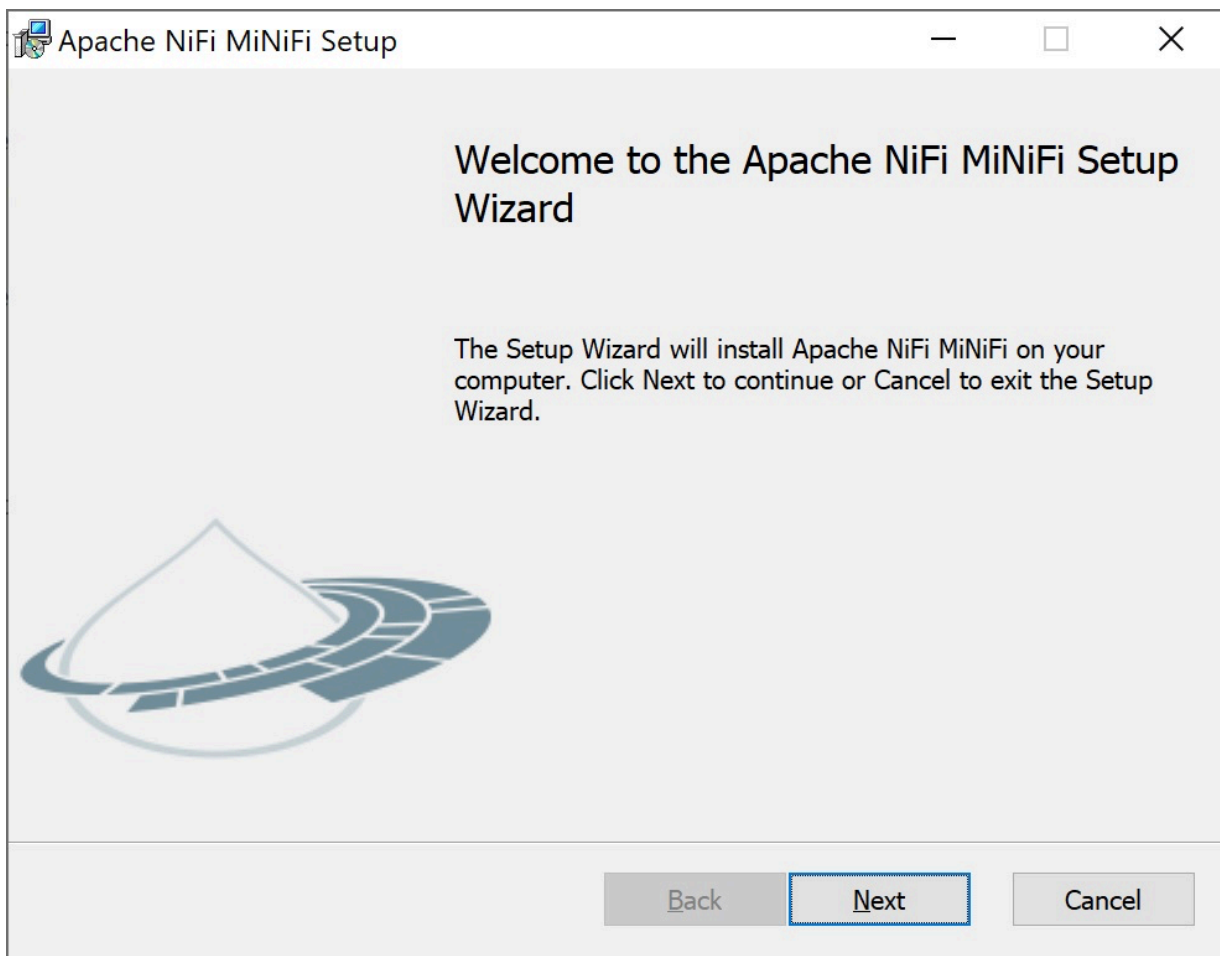 Apache NiFi MiNiFi Setup
Welcome to the Apache NiFi MiNiFi Setup
Wizard
The Setup Wizard will install Apache NiFi MiNiFi on your
computer. Click Next to continue or Cancel to exit the Setup
Wizard.
Back Next Cancel